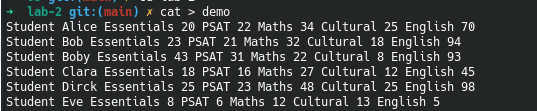 ➜ lab-2 git:(main) ✗ cat > demo
Student Alice Essentials 20 PSAT 22 Maths 34 Cultural 25 English 70
Student Bob Essentials 23 PSAT 21 Maths 32 Cultural 18 English 94
Student Boby Essentials 43 PSAT 31 Maths 22 Cultural 8 English 93
Student Clara Essentials 18 PSAT 16 Maths 27 Cultural 12 English 45
Student Dirck Essentials 25 PSAT 23 Maths 48 Cultural 25 English 98
Student Eve Essentials 8 PSAT 6 Maths 12 Cultural 13 English 5